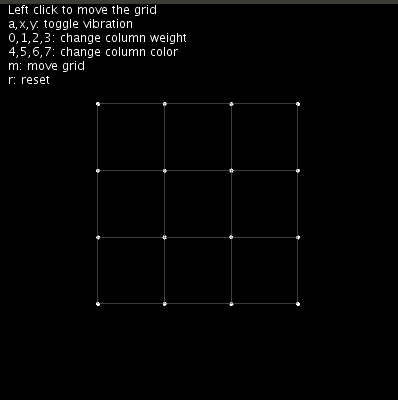 Left click to move the grid
a,x,y: toggle vibration
0,1,2,3: change column weight
4,5,6,7: change column color
m: move grid
r: reset